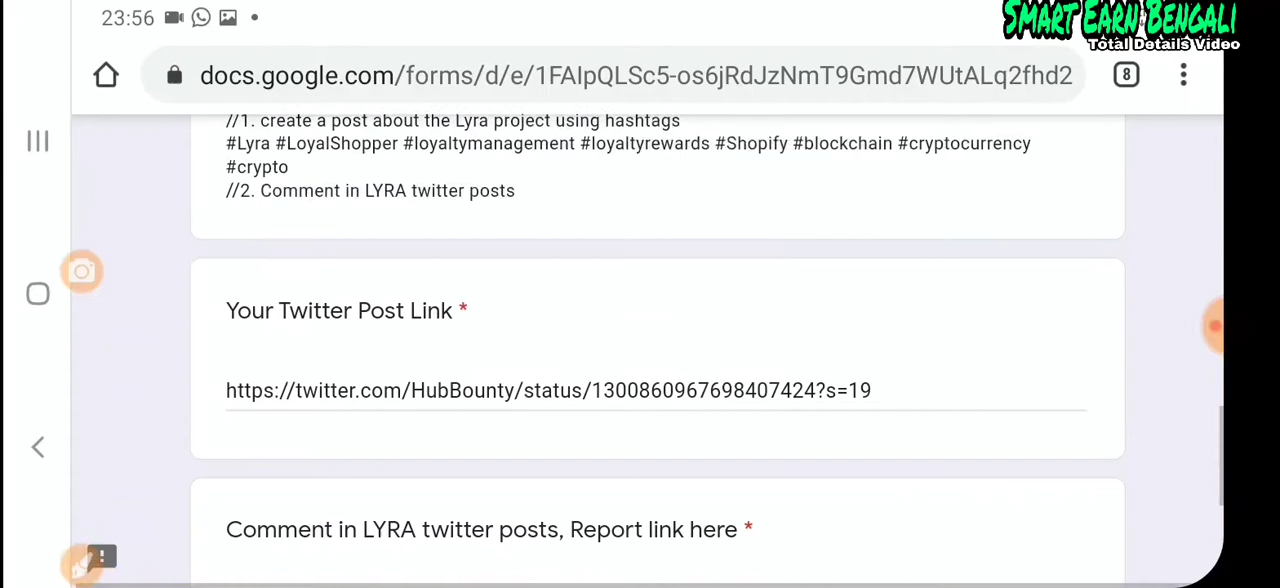 23:56
SMART EARN BENGALI
Total Details Video
docs.google.com/forms/d/e/1FAIpQLSc5-os6jRdJzNmT9Gmd7WUtALq2fhd2
8
//1. create a post about the Lyra project using hashtags
#Lyra #LoyalShopper #loyaltymanagement #loyaltyrewards #Shopify #blockchain #cryptocurrency
#crypto
//2. Comment in LYRA twitter posts
Your Twitter Post Link *
https://twitter.com/HubBounty/status/1300860967698407424?s=19
Comment in LYRA twitter posts, Report link here *